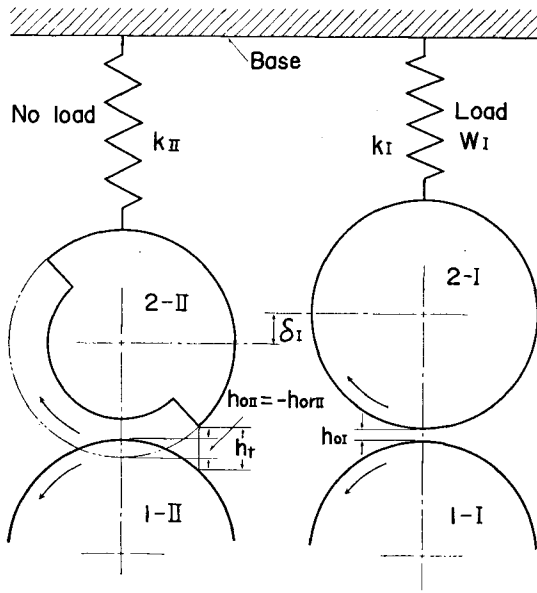 Base
No load
Load
W_I
k_II
k_I
2-II
2-I
δ_I
h_oII = -h_orII
h_t
h_oI
1-II
1-I